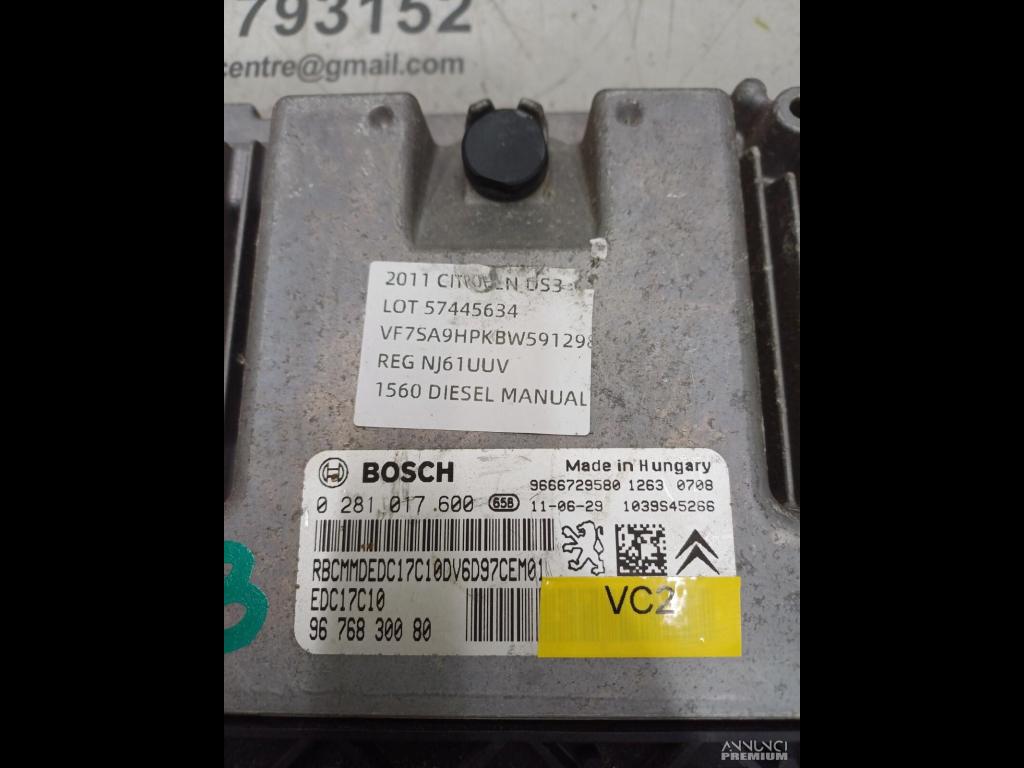 793152
centre@gmail.com
2011 CITROEN DS3
LOT 57445634
VF7SA9HPKBW591298
REG NJ61UUV
1560 DIESEL MANUAL
BOSCH
Made in Hungary
9666729580 1263 0708
0 281 017 600 65B 11-06-29 1039S45266
RBCMMDEDC17C10DV6D97CEM01
EDC17C10
96 768 300 80
VC2
B
ANNUNCI
PREMIUM